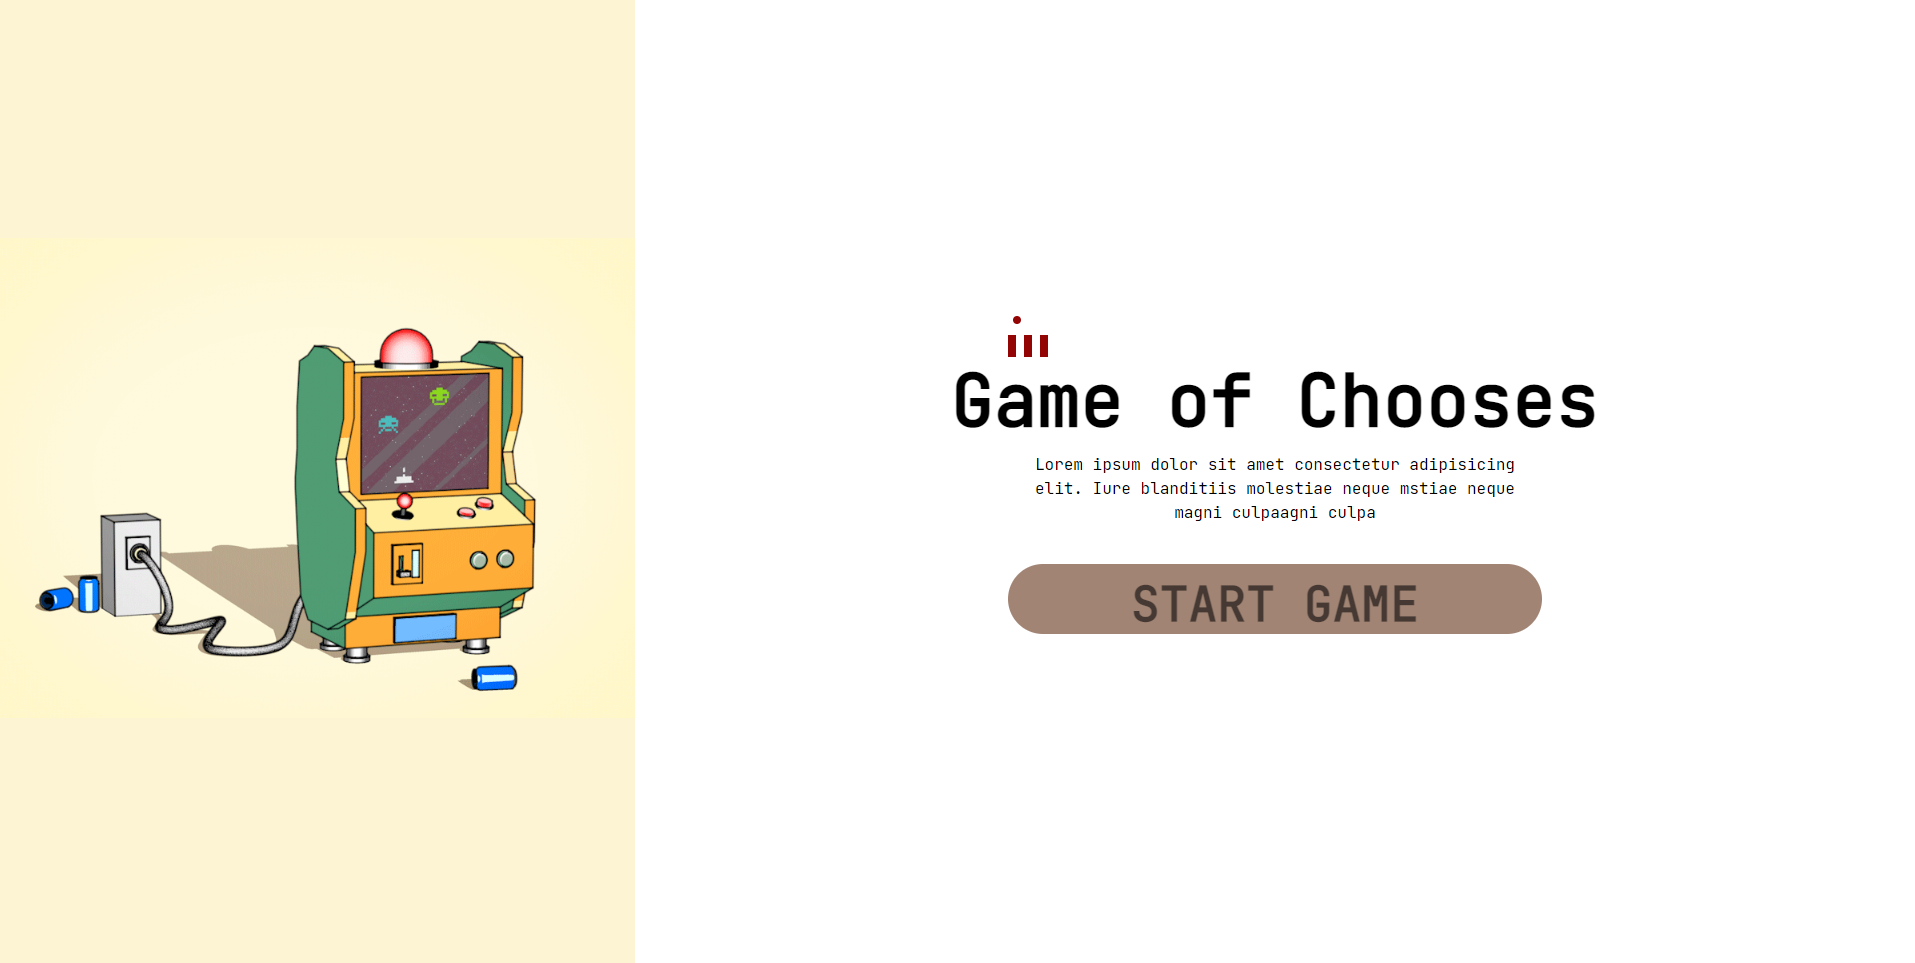 Game of Chooses
Lorem ipsum dolor sit amet consectetur adipisicing
elit. Iure blanditiis molestiae neque mstiae neque
magni culpaagni culpa
START GAME